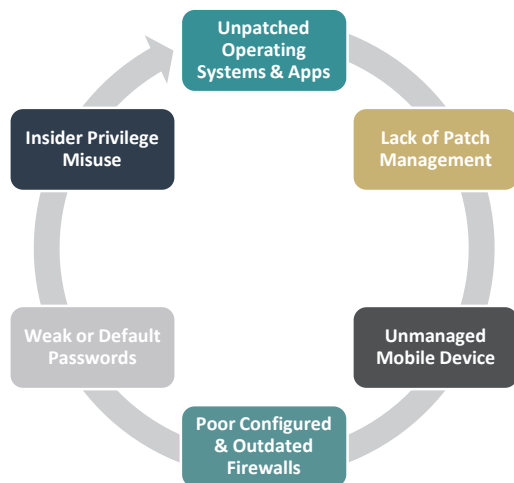 Unpatched
Operating
Systems & Apps
Lack of Patch
Management
Unmanaged
Mobile Device
Poor Configured
& Outdated
Firewalls
Weak or Default
Passwords
Insider Privilege
Misuse